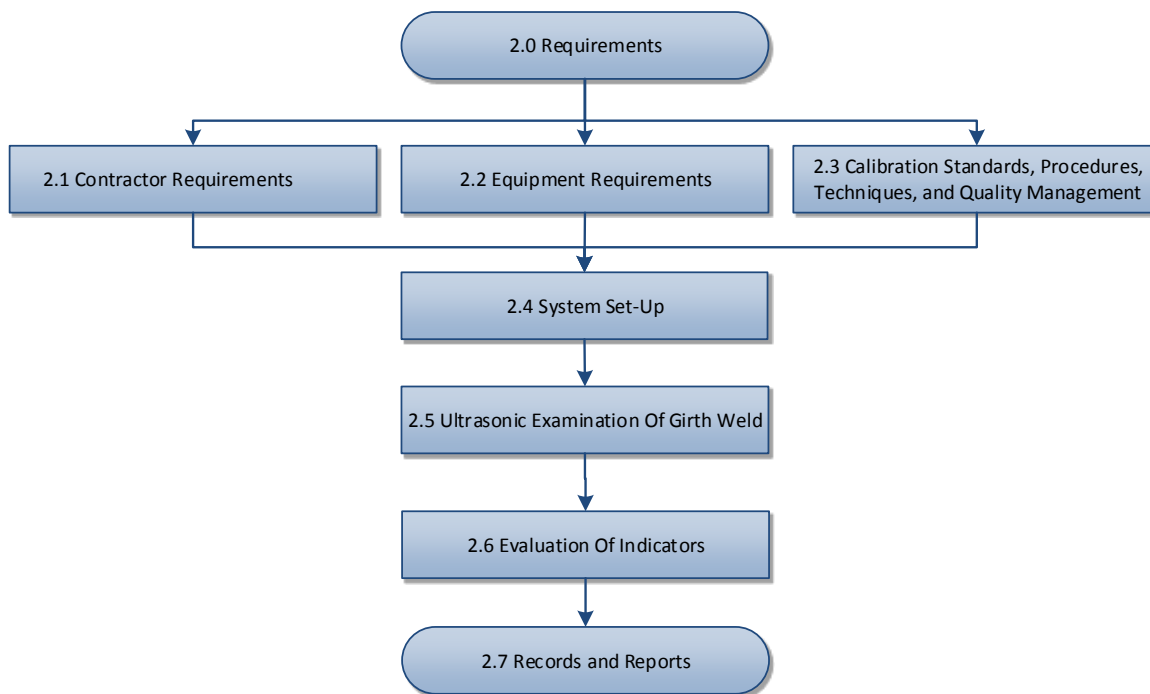 2.0 Requirements
2.1 Contractor Requirements
2.2 Equipment Requirements
2.3 Calibration Standards, Procedures,
Techniques, and Quality Management
2.4 System Set-Up
2.5 Ultrasonic Examination Of Girth Weld
2.6 Evaluation Of Indicators
2.7 Records and Reports